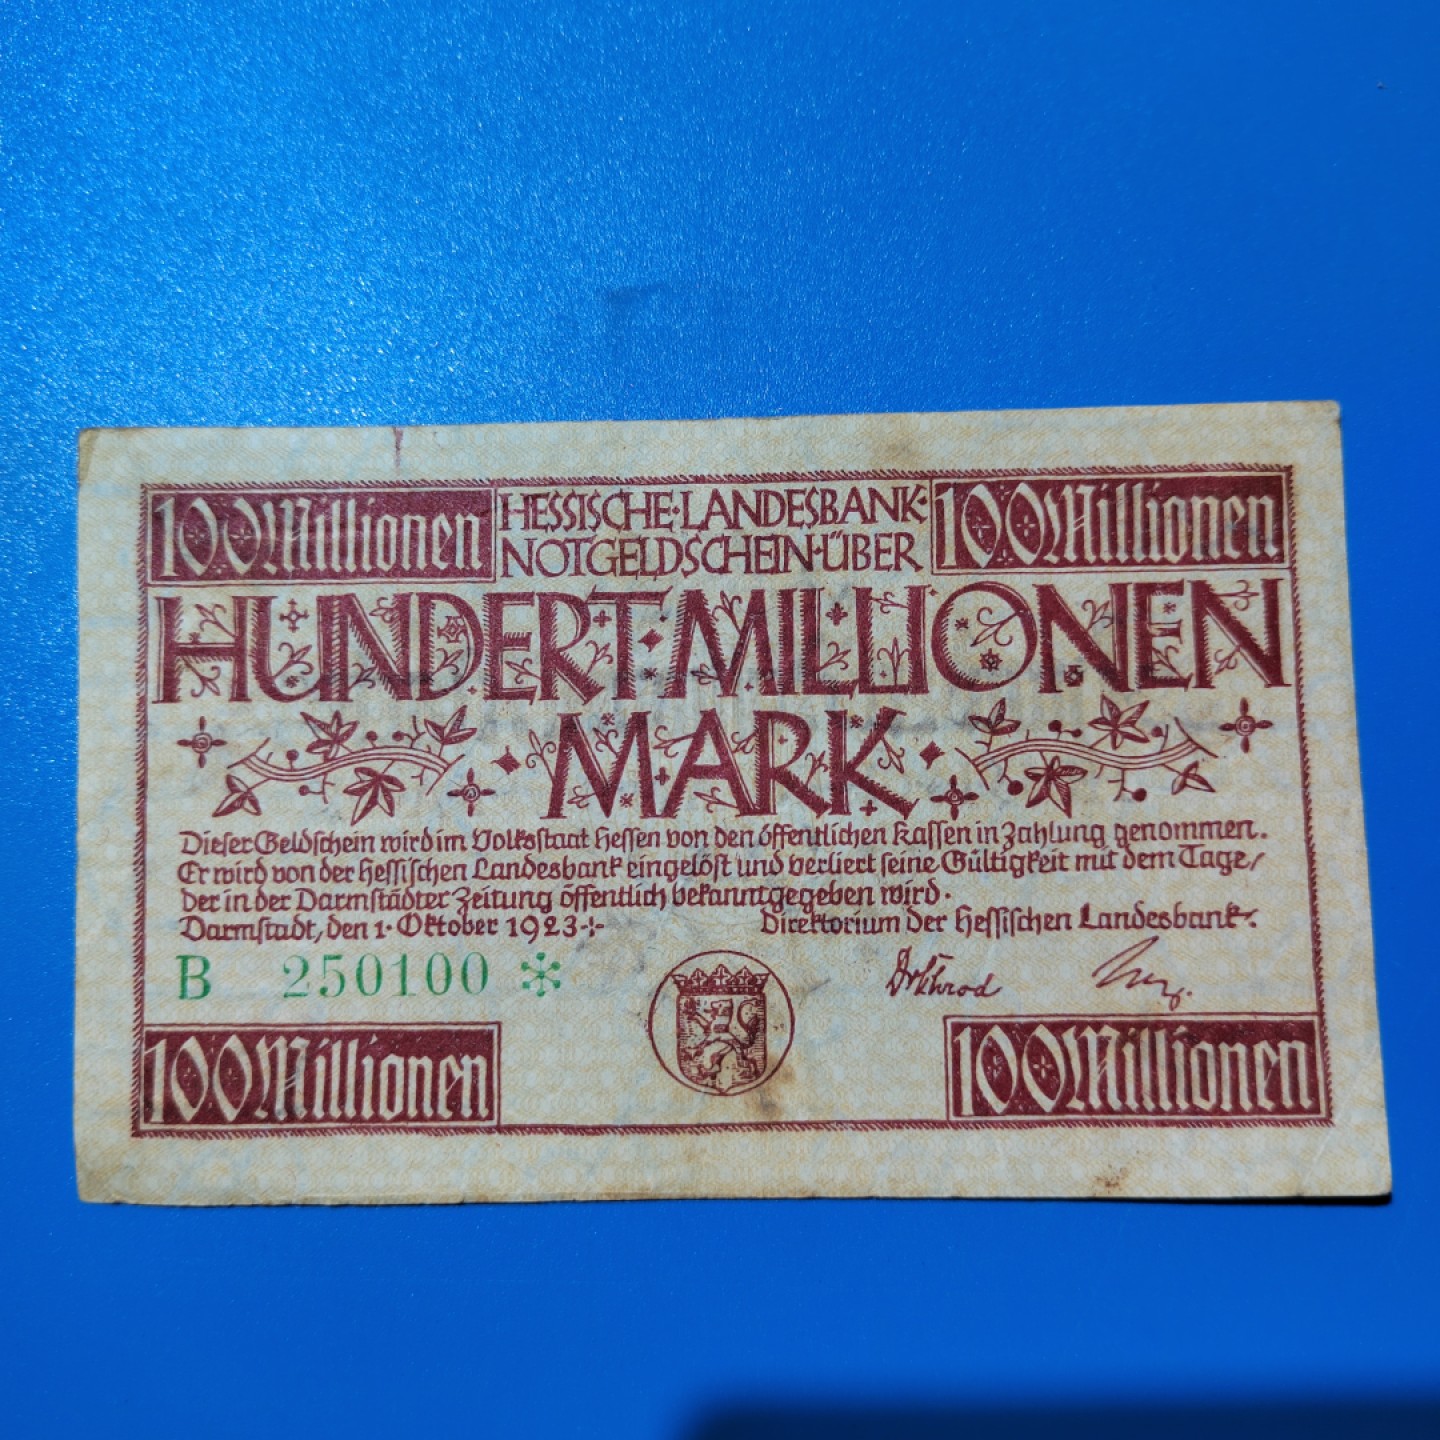 100 Millionen HESSISCHE·LANDESBANK· 100 Millionen
NOTGELDSCHEIN·ÜBER
HUNDERT·MILLIONEN
MARK·
Dieser Geldschein wird im Volksstaat Hessen von den öffentlichen Kassen in Zahlung genommen.
Er wird von der Hessischen Landesbank eingelöst und verliert seine Gültigkeit mit dem Tage,
der in der Darmstädter Zeitung öffentlich bekanntgegeben wird.
Darmstadt, den 1. Oktober 1923-:- Direktorium der Hessischen Landesbank:
B 250100 *
100 Millionen 100 Millionen